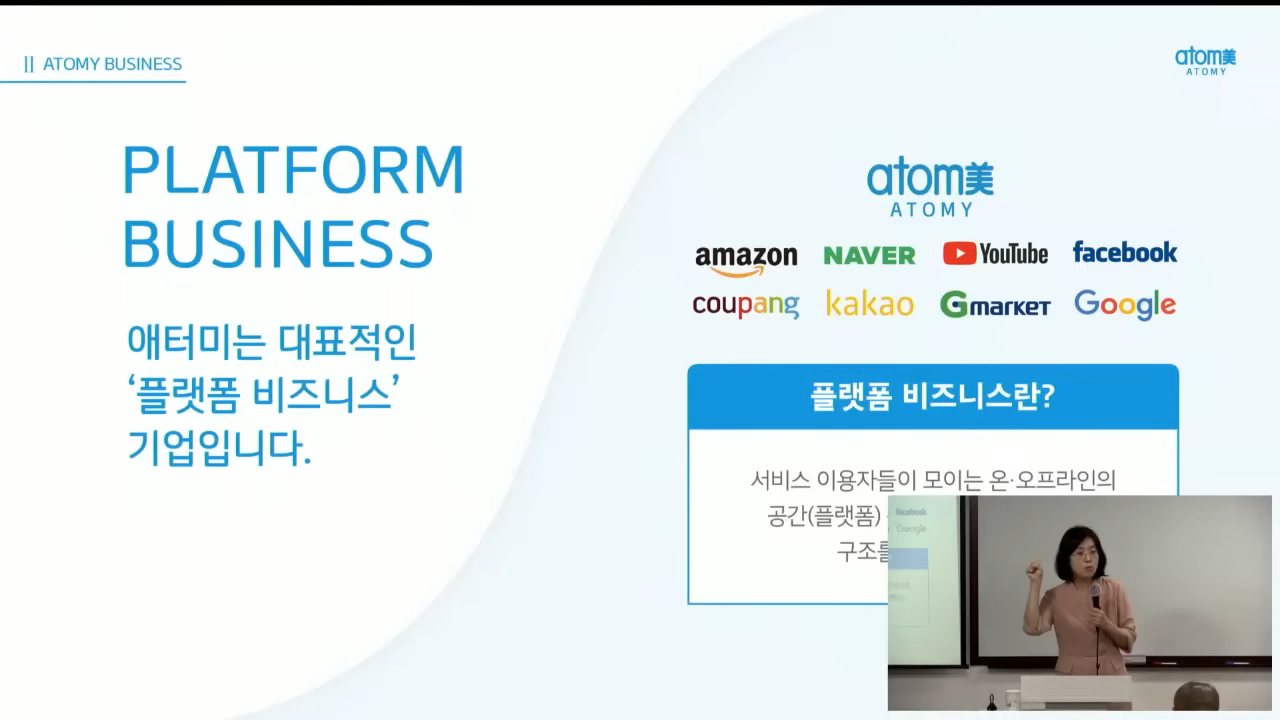 ATOMY BUSINESS
atom美
ATOMY
PLATFORM
BUSINESS
애터미는 대표적인
‘플랫폼 비즈니스’
기업입니다.
atom美
ATOMY
amazon NAVER YouTube facebook
coupang kakao Gmarket Google
플랫폼 비즈니스란?
서비스 이용자들이 모이는 온·오프라인의
공간(플랫폼)
구조를
facebook
Google